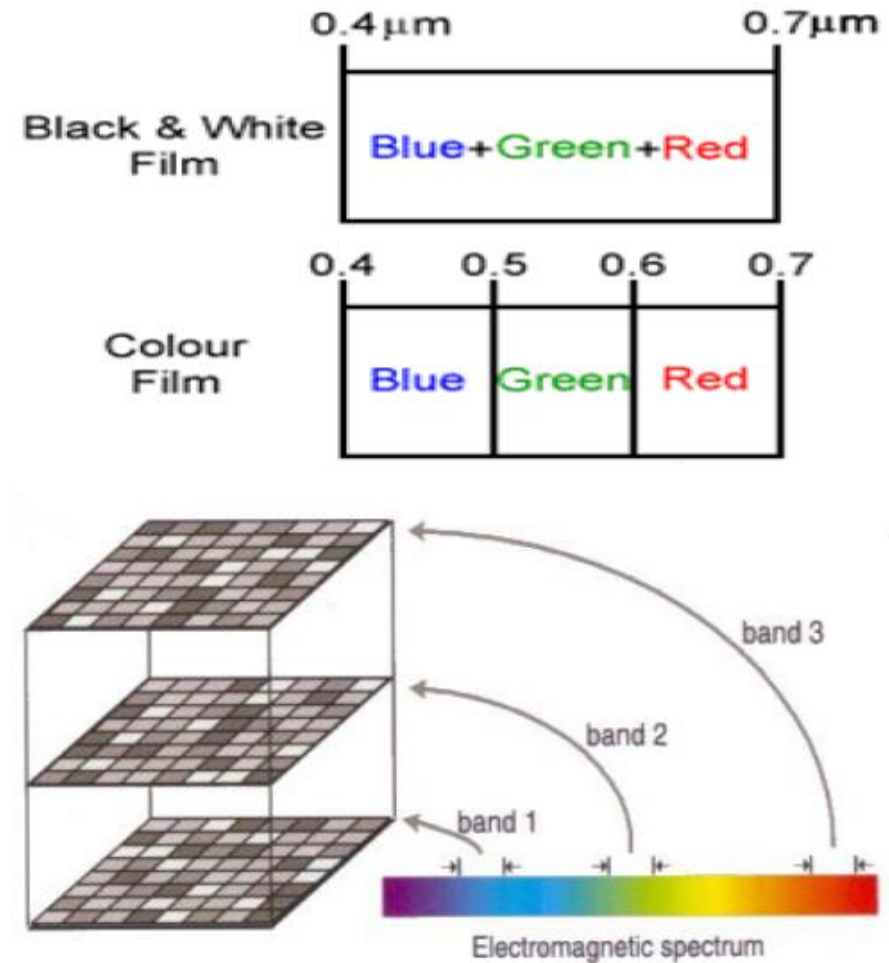 0.4μm 0.7μm
Black & White
Film
Blue+Green+Red
0.4 0.5 0.6 0.7
Colour
Film
Blue Green Red
band 3
band 2
band 1
Electromagnetic spectrum